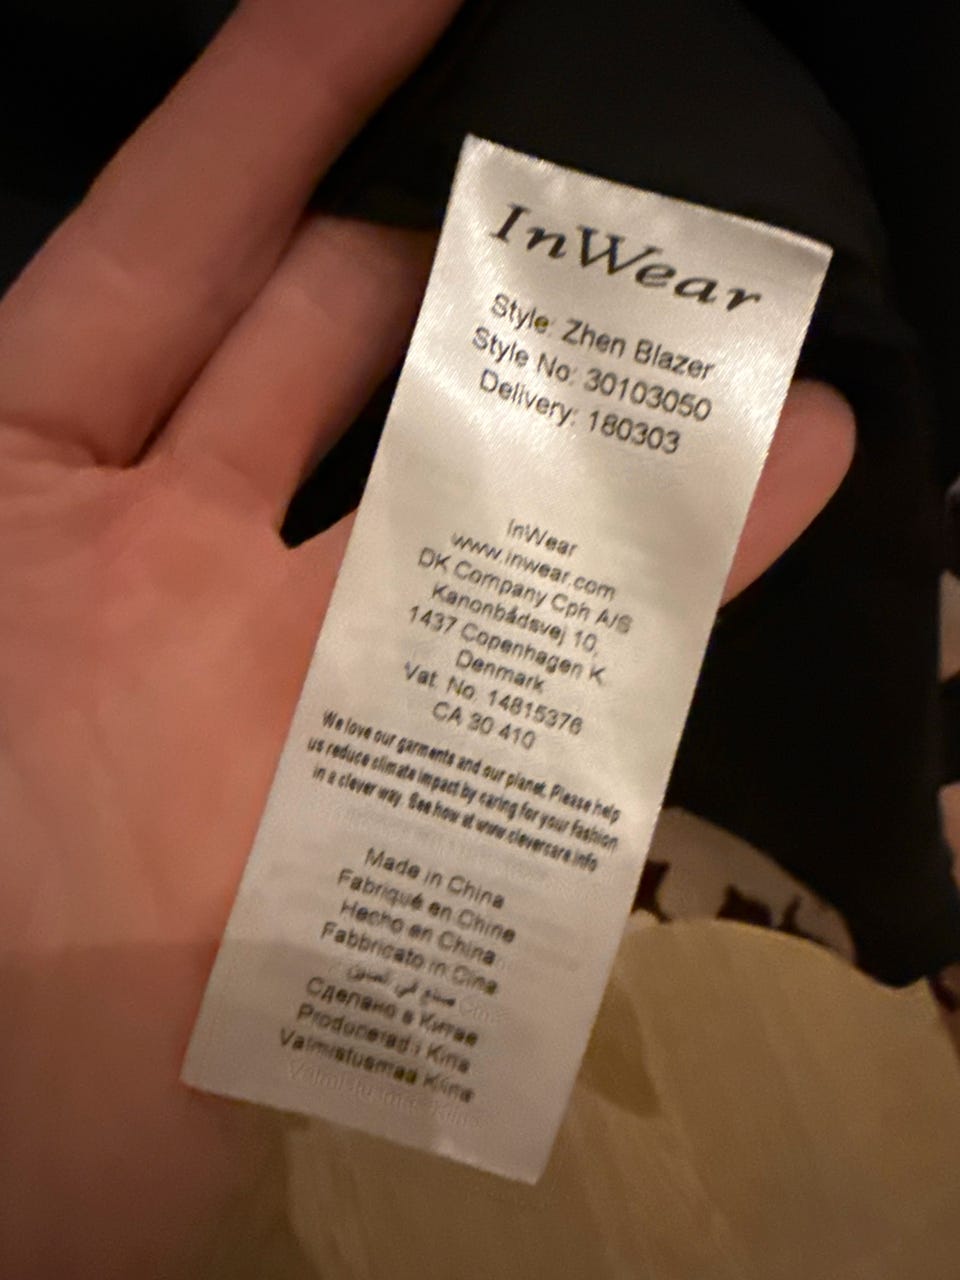 InWear
Style: Zhen Blazer
Style No: 30103050
Delivery: 180303
InWear
www.inwear.com
DK Company Cph A/S
Kanonbådsvej 10,
1437 Copenhagen K
Denmark
Vat. No. 14815376
CA 30 410
We love our garments and our planet. Please help
us reduce climate impact by caring for your fashion
in a clever way. See how at www.clevercare.info
Made in China
Fabriqué en Chine
Hecho en China
Fabbricato in Cina
صنع في الصين
Сделано в Китае
Producerad i Kina
Valmistusmaa Kiina